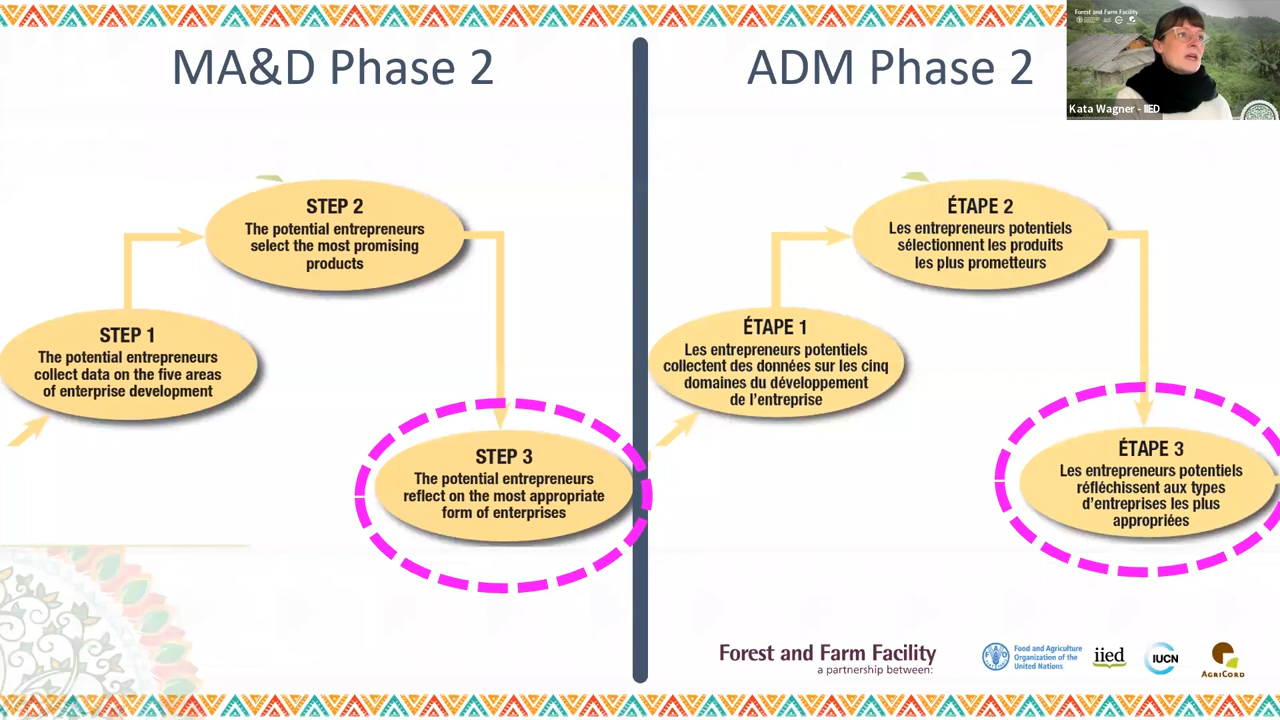 MA&D Phase 2
STEP 2
The potential entrepreneurs
select the most promising
products
STEP 1
The potential entrepreneurs
collect data on the five areas
of enterprise development
STEP 3
The potential entrepreneurs
reflect on the most appropriate
form of enterprises
ADM Phase 2
ÉTAPE 2
Les entrepreneurs potentiels
sélectionnent les produits
les plus prometteurs
ÉTAPE 1
Les entrepreneurs potentiels
collectent des données sur les cinq
domaines du développement
de l'entreprise
ÉTAPE 3
Les entrepreneurs potentiels
réfléchissent aux types
d'entreprises les plus
appropriées
Forest and Farm Facility
Kata Wagner - IIED
Forest and Farm Facility
a partnership between:
Food and Agriculture
Organization of the
United Nations
iied
IUCN
AGRICORD